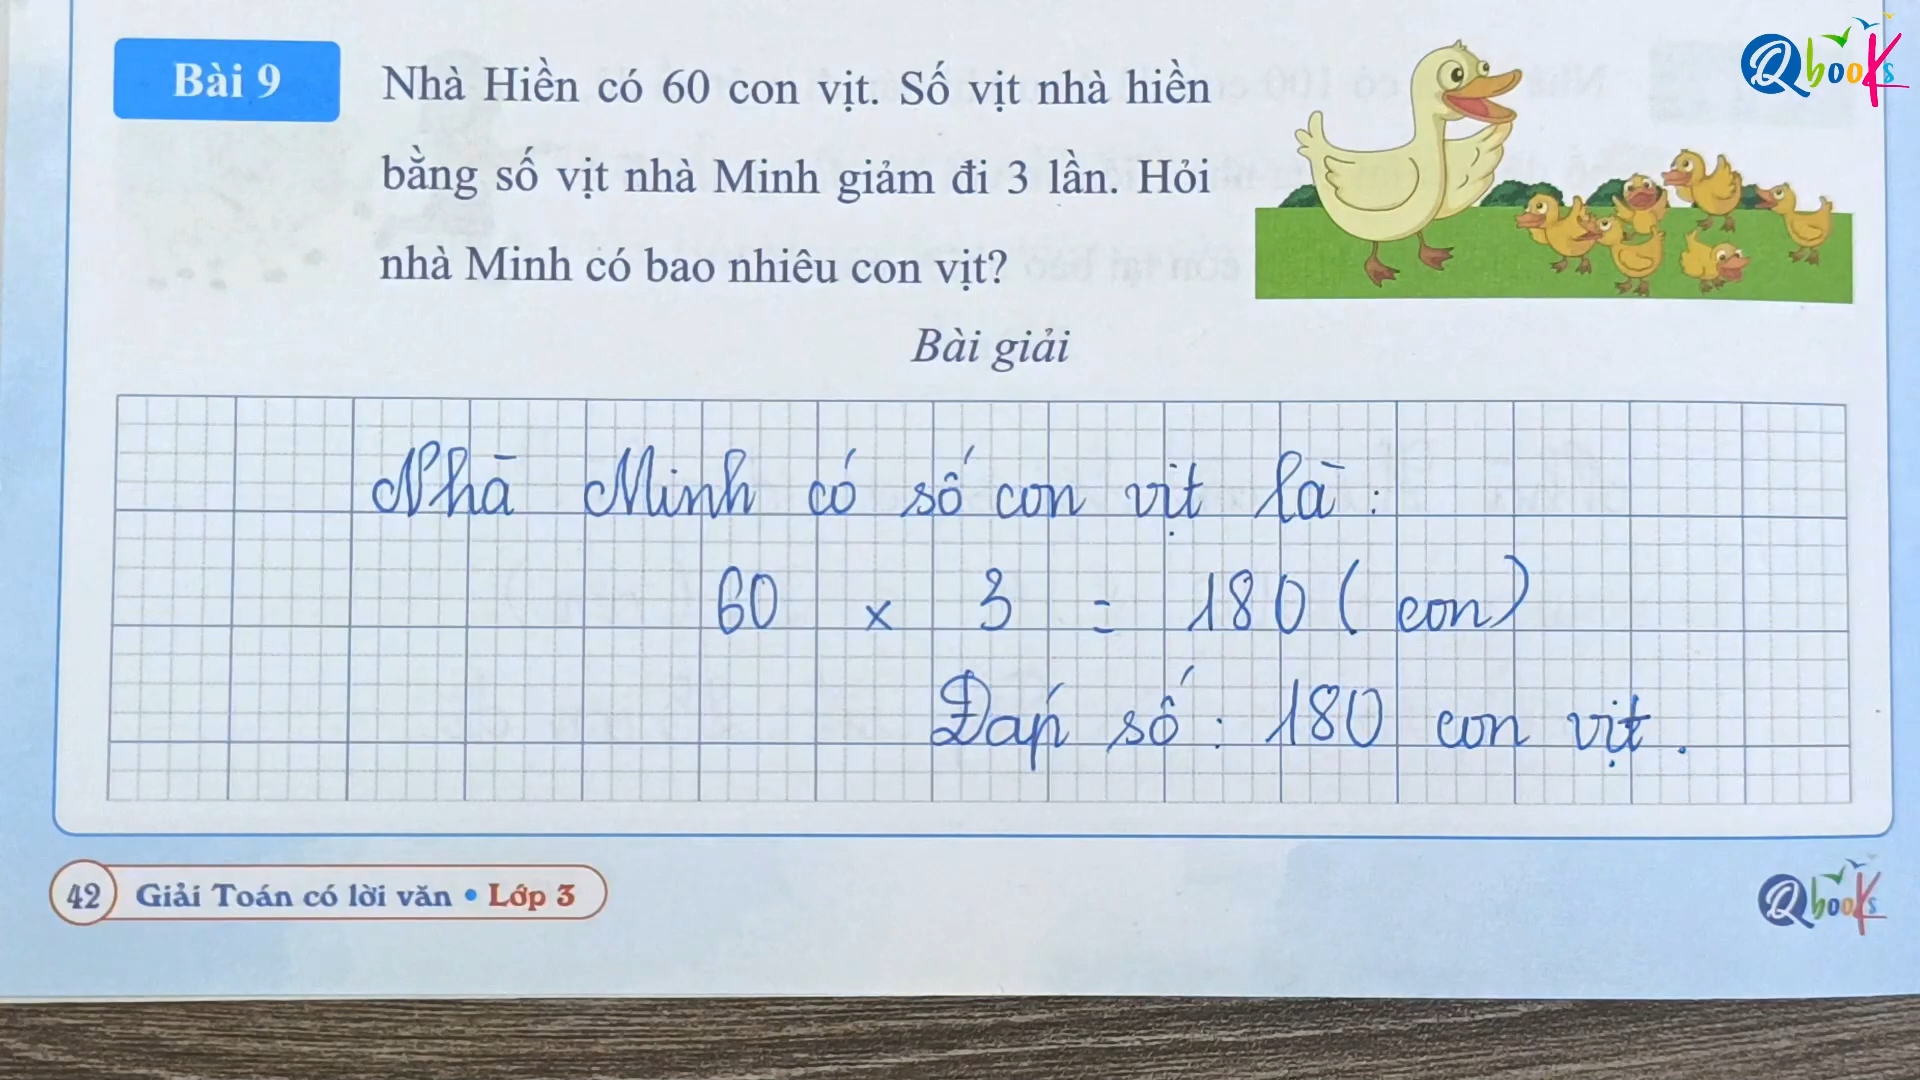 Qbooks
Bài 9
Nhà Hiền có 60 con vịt. Số vịt nhà hiền
bằng số vịt nhà Minh giảm đi 3 lần. Hỏi
nhà Minh có bao nhiêu con vịt?
Bài giải
Nhà Minh có số con vịt là:
60 x 3 = 180 (con)
Đáp số: 180 con vịt.
42 Giải Toán có lời văn • Lớp 3
Qbooks